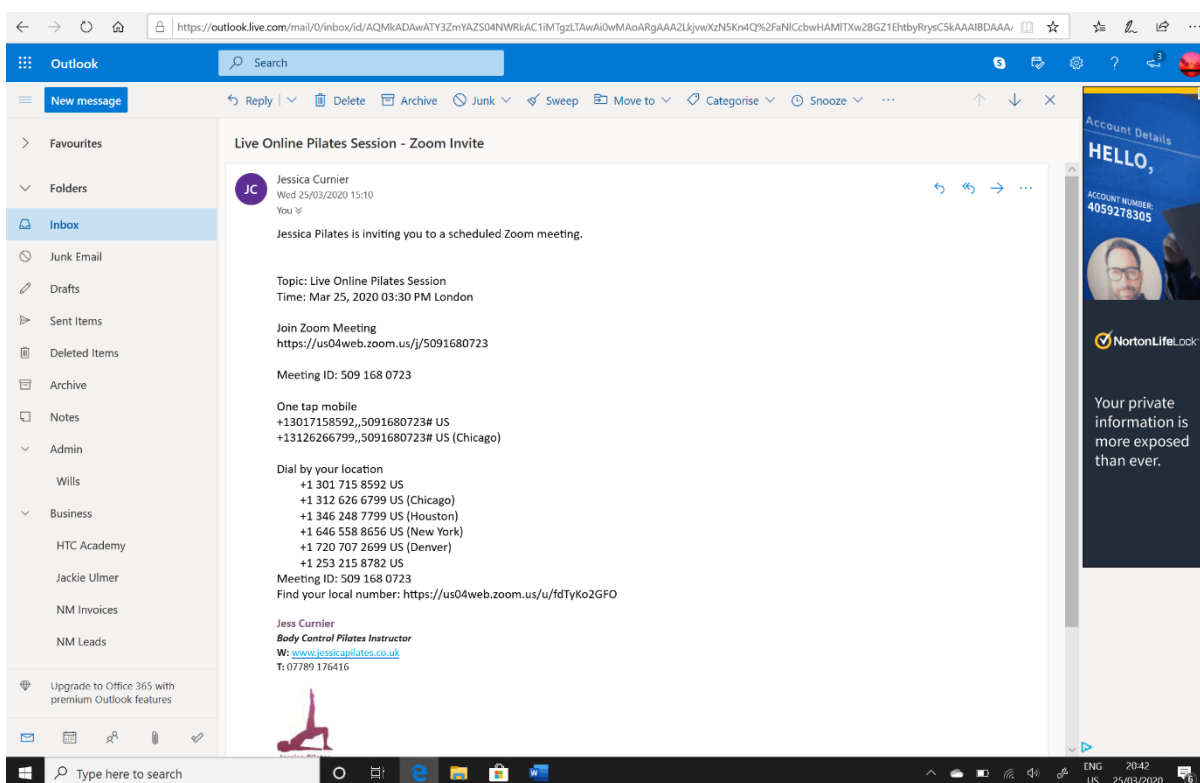 https://outlook.live.com/mail/0/inbox/id/AQMkADAwATY3ZmYAZS04NWRkAC1iMTgzLTAwAi0wMAoARgAAA2LkjvwXzN5Kn4Q%2FaNlCcbwHAMlTXw2BGZ1EhtbyRrysC5kAAAIBDAAA
Outlook
Search
3
New message
Reply
Delete
Archive
Junk
Sweep
Move to
Categorise
Snooze
Favourites
Folders
Inbox
Junk Email
Drafts
Sent Items
Deleted Items
Archive
Notes
Admin
Wills
Business
HTC Academy
Jackie Ulmer
NM Invoices
NM Leads
Upgrade to Office 365 with
premium Outlook features
Live Online Pilates Session - Zoom Invite
JC
Jessica Curnier
Wed 25/03/2020 15:10
You
Jessica Pilates is inviting you to a scheduled Zoom meeting.
Topic: Live Online Pilates Session
Time: Mar 25, 2020 03:30 PM London
Join Zoom Meeting
https://us04web.zoom.us/j/5091680723
Meeting ID: 509 168 0723
One tap mobile
+13017158592,,5091680723# US
+13126266799,,5091680723# US (Chicago)
Dial by your location
+1 301 715 8592 US
+1 312 626 6799 US (Chicago)
+1 346 248 7799 US (Houston)
+1 646 558 8656 US (New York)
+1 720 707 2699 US (Denver)
+1 253 215 8782 US
Meeting ID: 509 168 0723
Find your local number: https://us04web.zoom.us/u/fdTyKo2GFO
Jess Curnier
Body Control Pilates Instructor
W: www.jessicapilates.co.uk
T: 07789 176416
Account Details
HELLO,
ACCOUNT NUMBER:
4059278305
NortonLifeLock
Your private
information is
more exposed
than ever.
Type here to search
ENG
US
20:42
25/03/2020
6